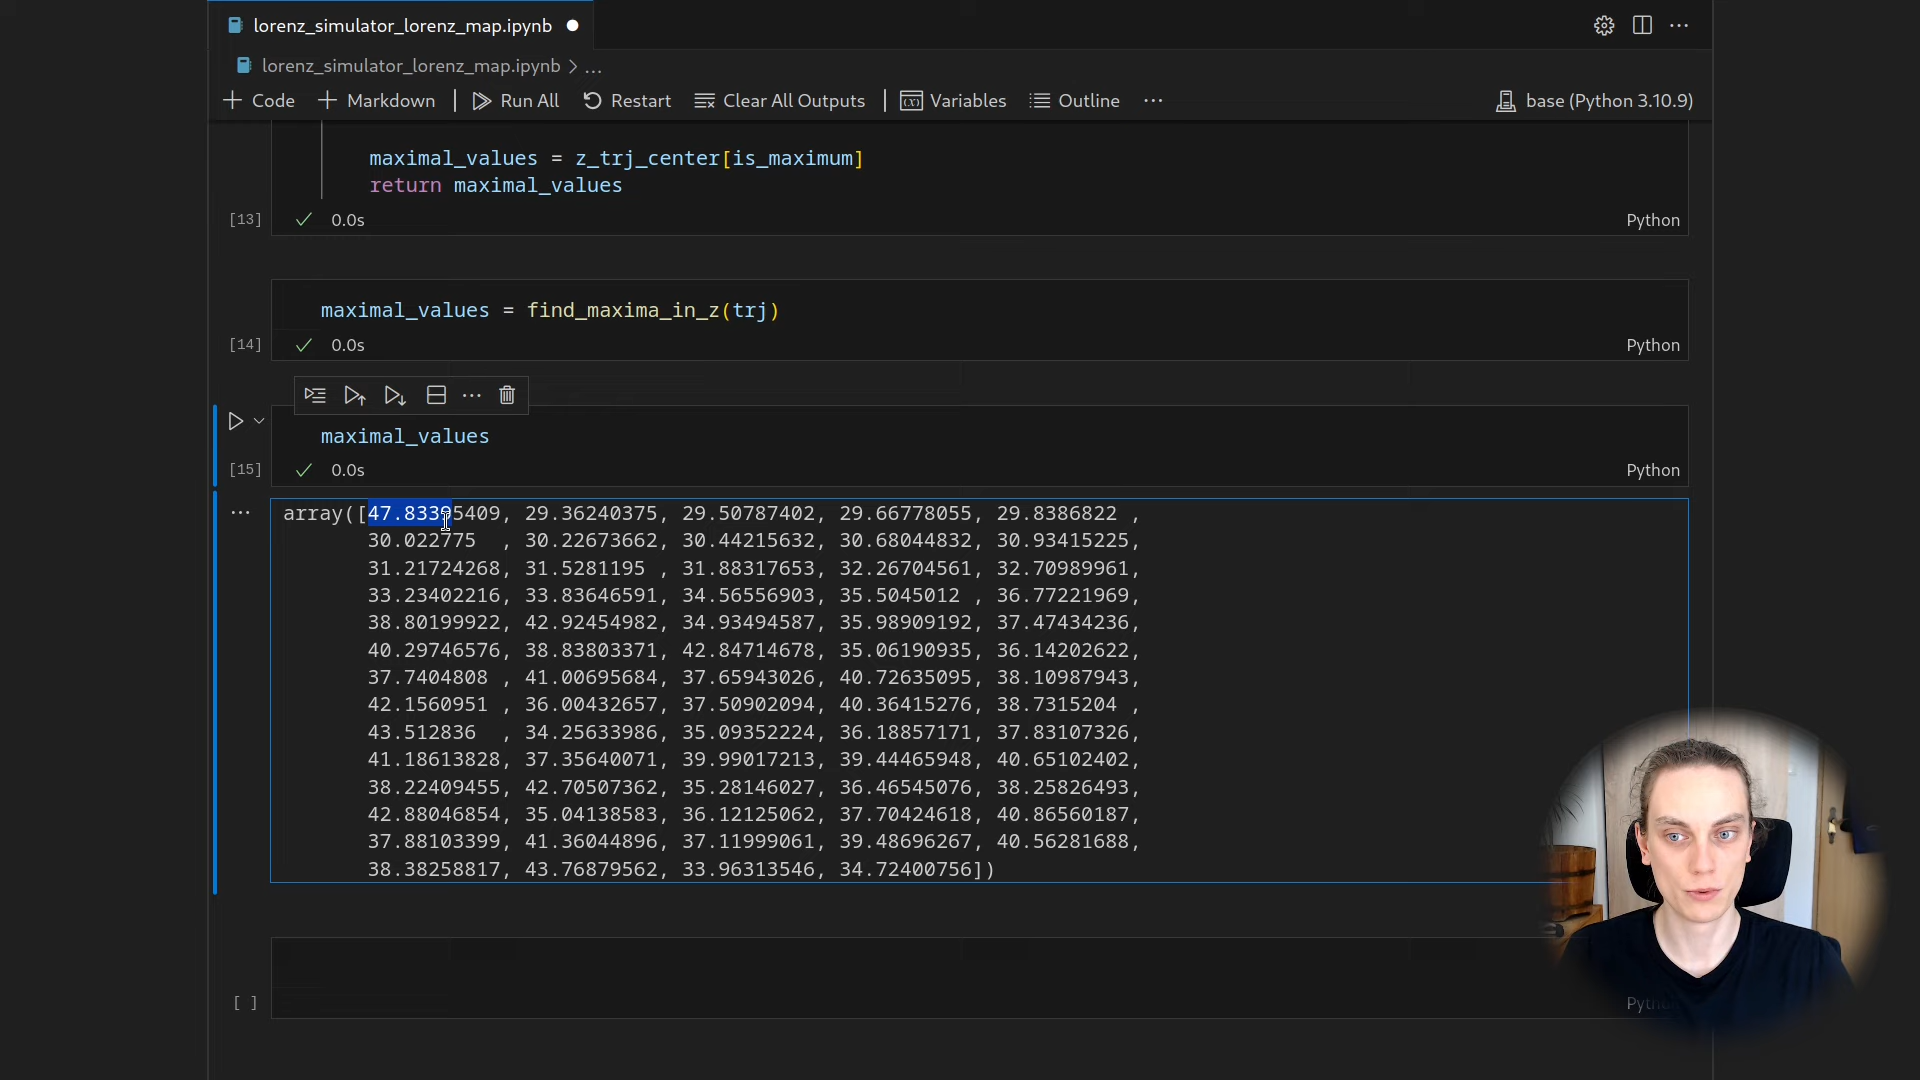 lorenz_simulator_lorenz_map.ipynb
lorenz_simulator_lorenz_map.ipynb > ...
Code Markdown Run All Restart Clear All Outputs Variables Outline ... base (Python 3.10.9)
maximal_values = z_trj_center[is_maximum]
return maximal_values
[13] 0.0s Python
maximal_values = find_maxima_in_z(trj)
[14] 0.0s Python
maximal_values
[15] 0.0s Python
array([47.83395409, 29.36240375, 29.50787402, 29.66778055, 29.8386822 ,
30.022775  , 30.22673662, 30.44215632, 30.68044832, 30.93415225,
31.21724268, 31.5281195 , 31.88317653, 32.26704561, 32.70989961,
33.23402216, 33.83646591, 34.56556903, 35.5045012 , 36.77221969,
38.80199922, 42.92454982, 34.93494587, 35.98909192, 37.47434236,
40.29746576, 38.83803371, 42.84714678, 35.06190935, 36.14202622,
37.7404808 , 41.00695684, 37.65943026, 40.72635095, 38.10987943,
42.1560951 , 36.00432657, 37.50902094, 40.36415276, 38.7315204 ,
43.512836  , 34.25633986, 35.09352224, 36.18857171, 37.83107326,
41.18613828, 37.35640071, 39.99017213, 39.44465948, 40.65102402,
38.22409455, 42.70507362, 35.28146027, 36.46545076, 38.25826493,
42.88046854, 35.04138583, 36.12125062, 37.70424618, 40.86560187,
37.88103399, 41.36044896, 37.11999061, 39.48696267, 40.56281688,
38.38258817, 43.76879562, 33.96313546, 34.72400756])
[ ] Python